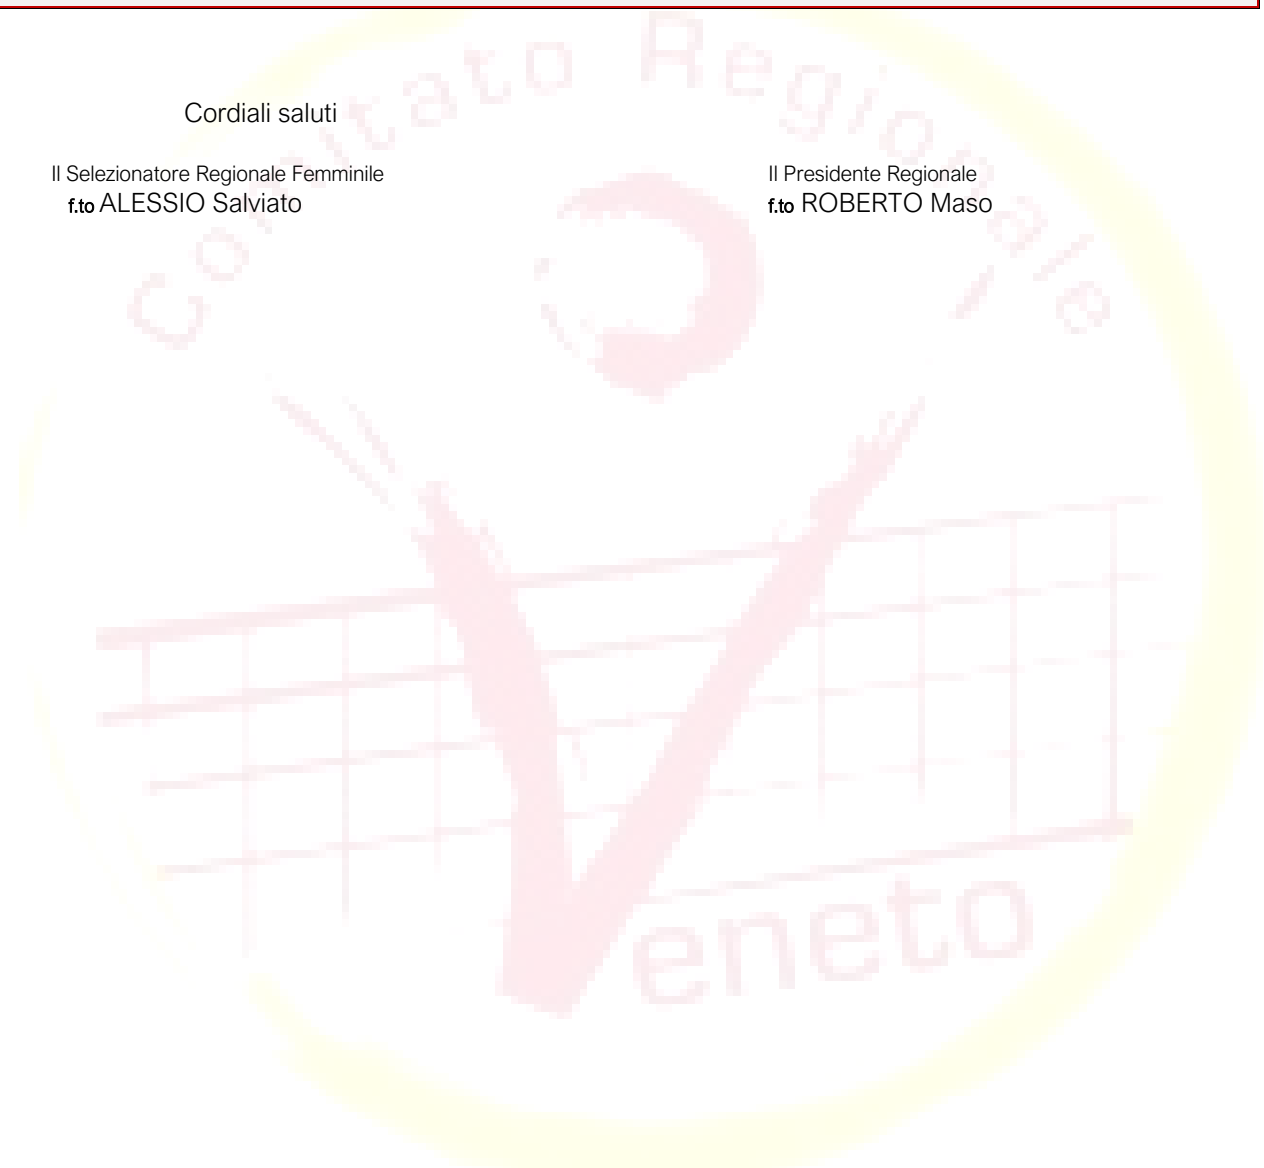 Comitato Regionale
Cordiali saluti
Il Selezionatore Regionale Femminile
Il Presidente Regionale
f.to ALESSIO Salviato
f.to ROBERTO Maso
Veneto